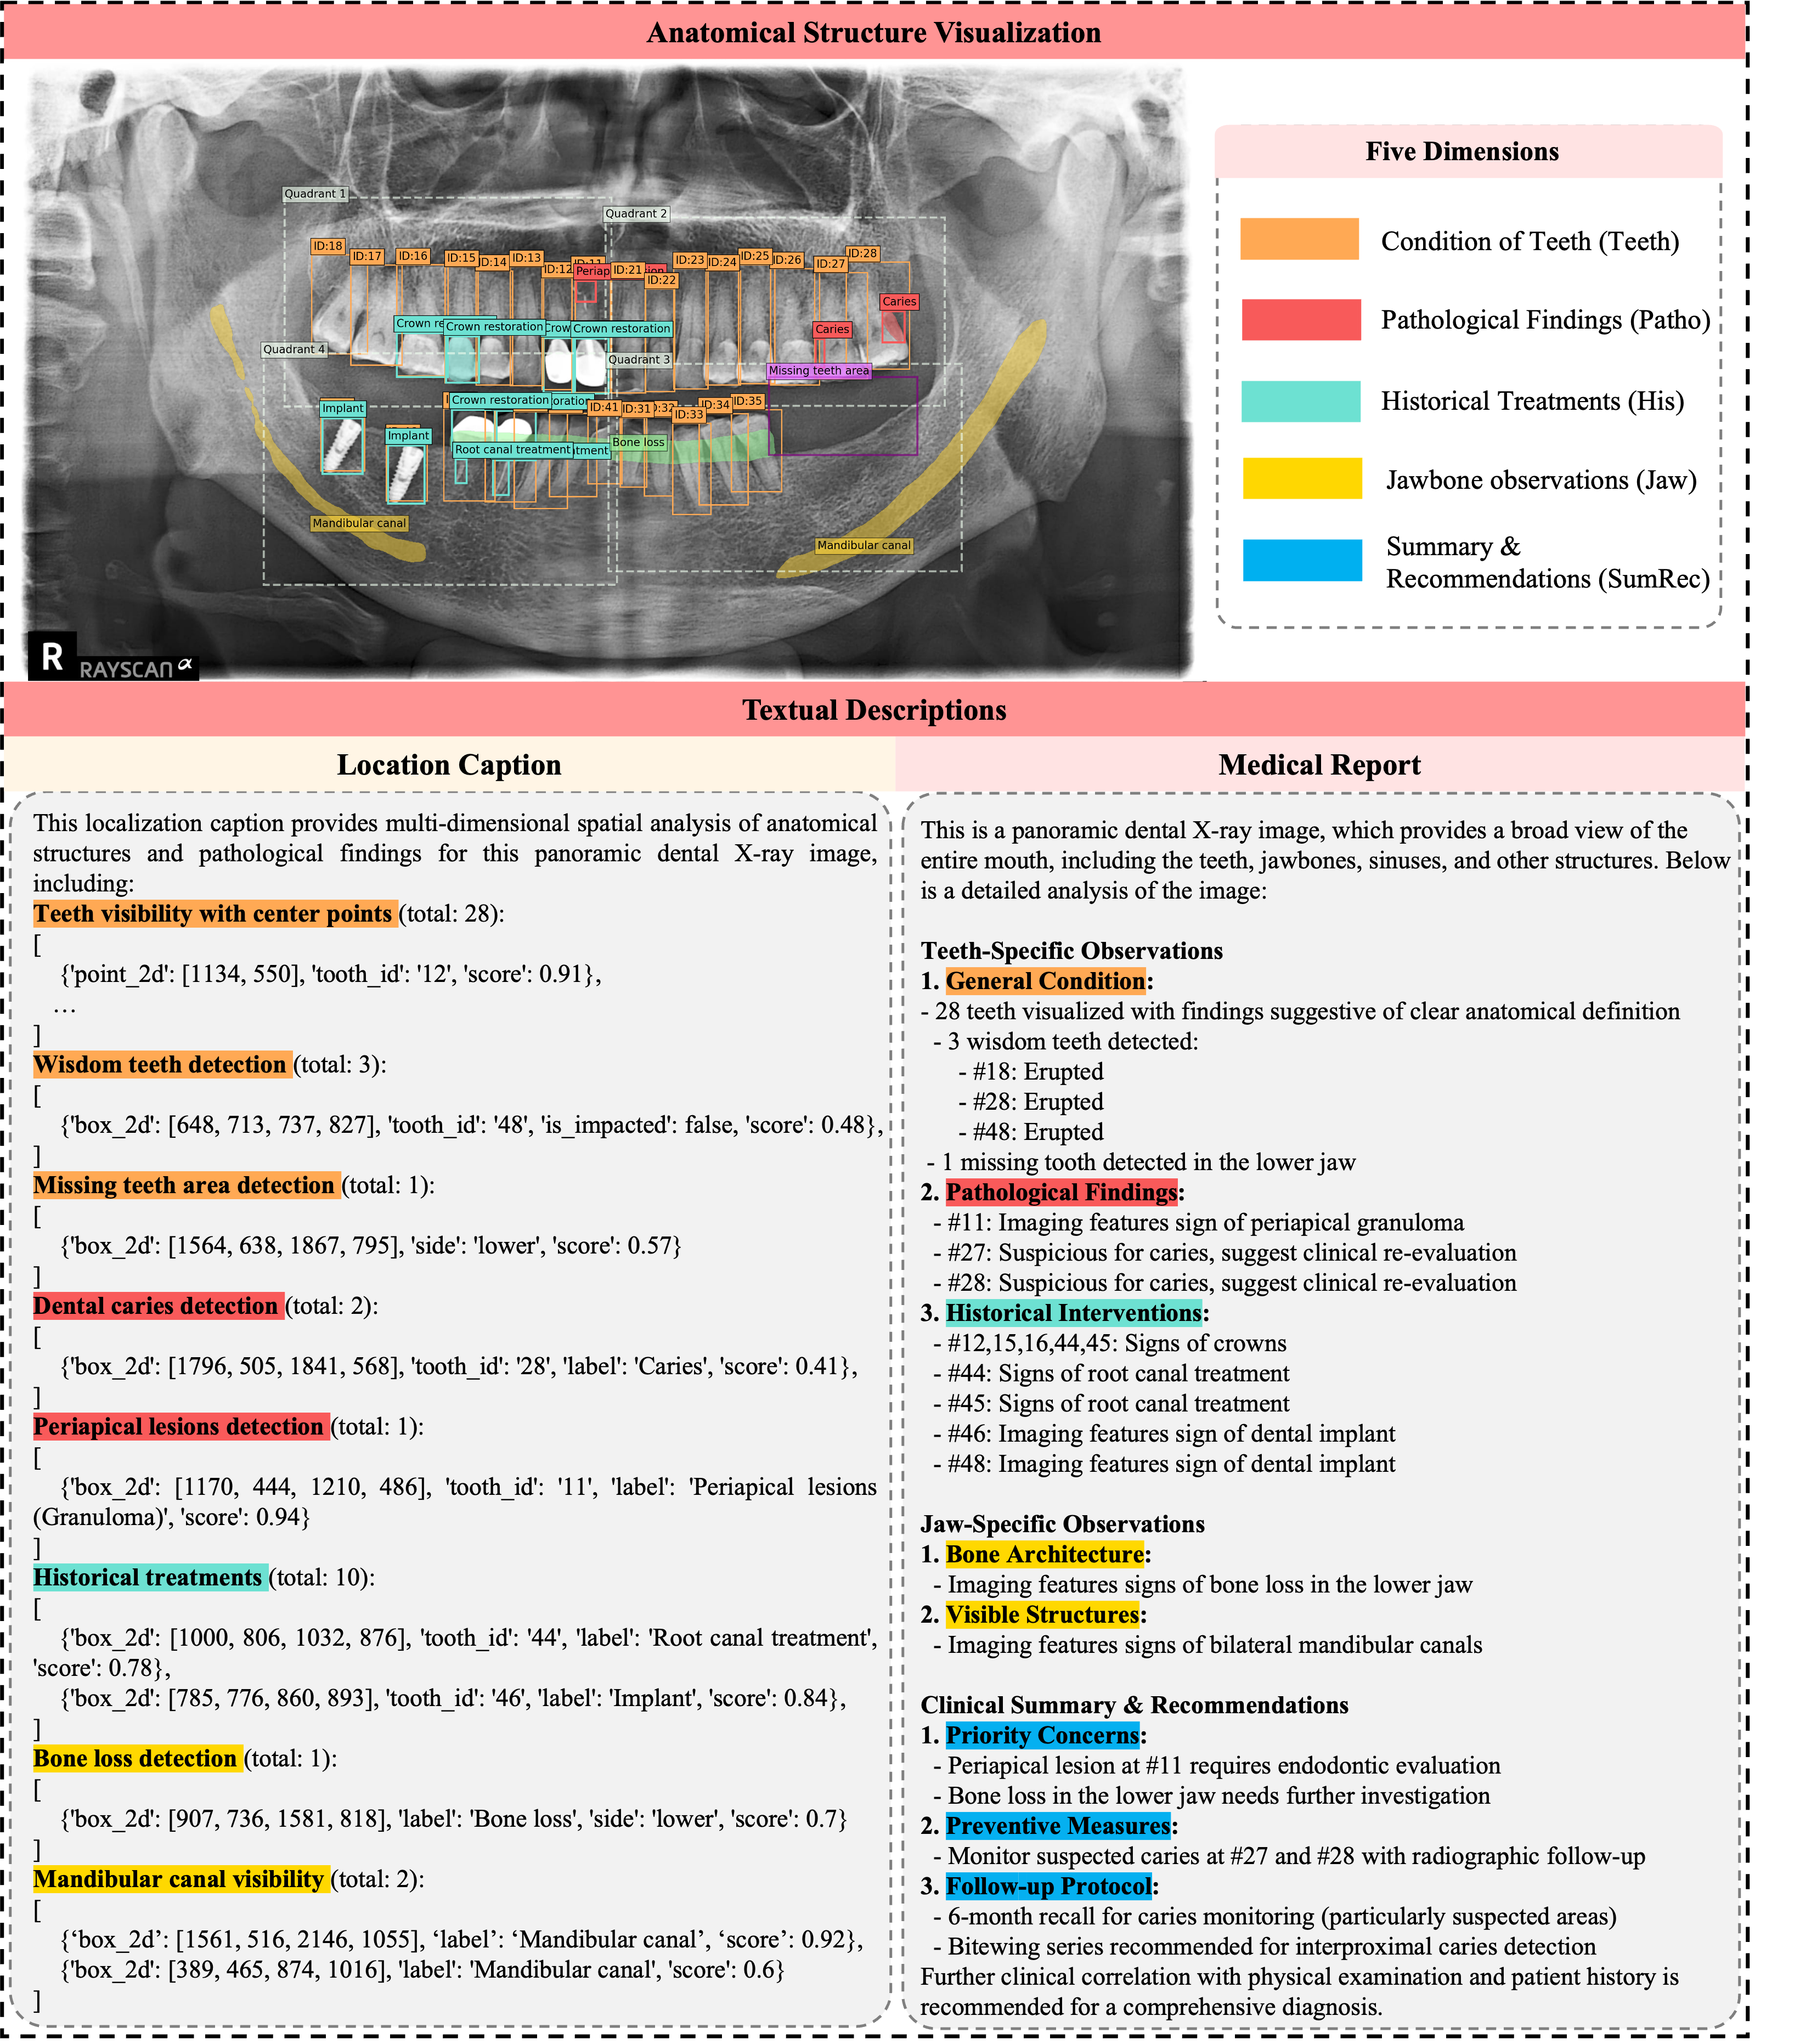 Anatomical Structure Visualization
Quadrant 1
Quadrant 2
ID:18
ID:17
ID:16
ID:15
ID:14
ID:13
ID:12
ID:11
Periap
ID:21
ion
ID:22
ID:23
ID:24
ID:25
ID:26
ID:27
ID:28
Caries
Caries
Crown re
Crown restoration
Crow
Crown restoration
Quadrant 4
Quadrant 3
Missing teeth area
Implant
Implant
Crown restoration
oration
ID:41
ID:31
ID:32
ID:33
ID:34
ID:35
Bone loss
Root canal treatment
atment
Mandibular canal
Mandibular canal
R
RAYSCAN α
Five Dimensions
Condition of Teeth (Teeth)
Pathological Findings (Patho)
Historical Treatments (His)
Jawbone observations (Jaw)
Summary &
Recommendations (SumRec)
Textual Descriptions
Location Caption
This localization caption provides multi-dimensional spatial analysis of anatomical
structures and pathological findings for this panoramic dental X-ray image,
including:
Teeth visibility with center points (total: 28):
[
{'point_2d': [1134, 550], 'tooth_id': '12', 'score': 0.91},
…
]
Wisdom teeth detection (total: 3):
[
{'box_2d': [648, 713, 737, 827], 'tooth_id': '48', 'is_impacted': false, 'score': 0.48},
]
Missing teeth area detection (total: 1):
[
{'box_2d': [1564, 638, 1867, 795], 'side': 'lower', 'score': 0.57}
]
Dental caries detection (total: 2):
[
{'box_2d': [1796, 505, 1841, 568], 'tooth_id': '28', 'label': 'Caries', 'score': 0.41},
]
Periapical lesions detection (total: 1):
[
{'box_2d': [1170, 444, 1210, 486], 'tooth_id': '11', 'label': 'Periapical lesions
(Granuloma)', 'score': 0.94}
]
Historical treatments (total: 10):
[
{'box_2d': [1000, 806, 1032, 876], 'tooth_id': '44', 'label': 'Root canal treatment',
'score': 0.78},
{'box_2d': [785, 776, 860, 893], 'tooth_id': '46', 'label': 'Implant', 'score': 0.84},
]
Bone loss detection (total: 1):
[
{'box_2d': [907, 736, 1581, 818], 'label': 'Bone loss', 'side': 'lower', 'score': 0.7}
]
Mandibular canal visibility (total: 2):
[
{‘box_2d’: [1561, 516, 2146, 1055], ‘label’: ‘Mandibular canal’, ‘score’: 0.92},
{'box_2d': [389, 465, 874, 1016], 'label': 'Mandibular canal', 'score': 0.6}
]
Medical Report
This is a panoramic dental X-ray image, which provides a broad view of the
entire mouth, including the teeth, jawbones, sinuses, and other structures. Below
is a detailed analysis of the image:
Teeth-Specific Observations
1. General Condition:
- 28 teeth visualized with findings suggestive of clear anatomical definition
- 3 wisdom teeth detected:
- #18: Erupted
- #28: Erupted
- #48: Erupted
- 1 missing tooth detected in the lower jaw
2. Pathological Findings:
- #11: Imaging features sign of periapical granuloma
- #27: Suspicious for caries, suggest clinical re-evaluation
- #28: Suspicious for caries, suggest clinical re-evaluation
3. Historical Interventions:
- #12,15,16,44,45: Signs of crowns
- #44: Signs of root canal treatment
- #45: Signs of root canal treatment
- #46: Imaging features sign of dental implant
- #48: Imaging features sign of dental implant
Jaw-Specific Observations
1. Bone Architecture:
- Imaging features signs of bone loss in the lower jaw
2. Visible Structures:
- Imaging features signs of bilateral mandibular canals
Clinical Summary & Recommendations
1. Priority Concerns:
- Periapical lesion at #11 requires endodontic evaluation
- Bone loss in the lower jaw needs further investigation
2. Preventive Measures:
- Monitor suspected caries at #27 and #28 with radiographic follow-up
3. Follow-up Protocol:
- 6-month recall for caries monitoring (particularly suspected areas)
- Bitewing series recommended for interproximal caries detection
Further clinical correlation with physical examination and patient history is
recommended for a comprehensive diagnosis.